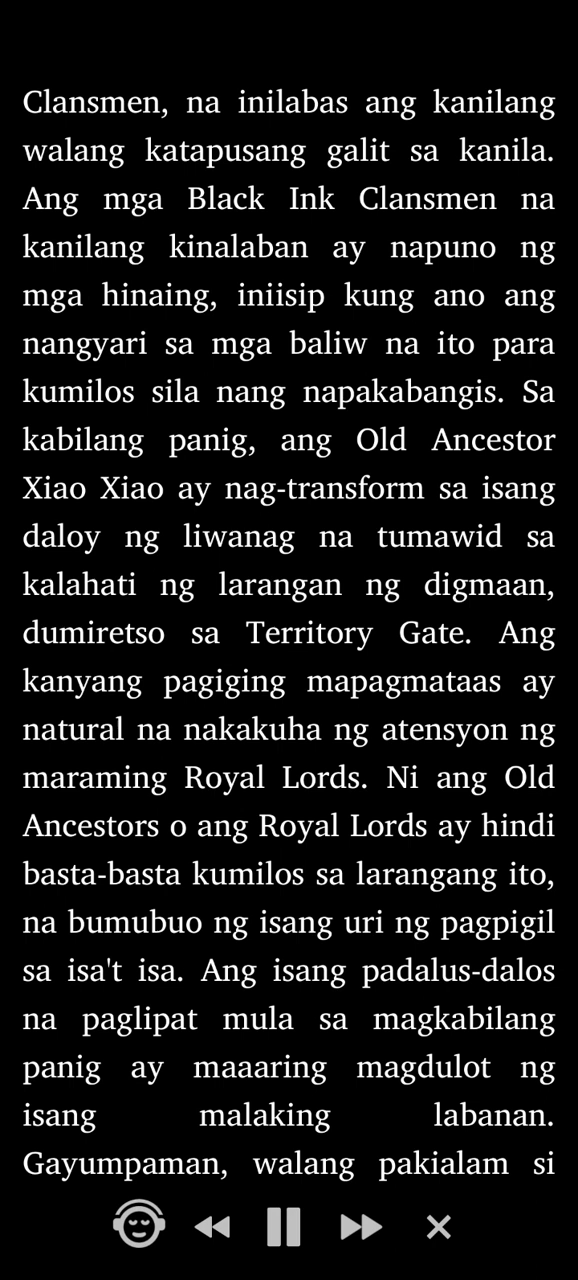 Clansmen, na inilabas ang kanilang
walang katapusang galit sa kanila.
Ang mga Black Ink Clansmen na
kanilang kinalaban ay napuno ng
mga hinaing, iniisip kung ano ang
nangyari sa mga baliw na ito para
kumilos sila nang napakabangis. Sa
kabilang panig, ang Old Ancestor
Xiao Xiao ay nag-transform sa isang
daloy ng liwanag na tumawid sa
kalahati ng larangan ng digmaan,
dumiretso sa Territory Gate. Ang
kanyang pagiging mapagmataas ay
natural na nakakuha ng atensyon ng
maraming Royal Lords. Ni ang Old
Ancestors o ang Royal Lords ay hindi
basta-basta kumilos sa larangang ito,
na bumubuo ng isang uri ng pagpigil
sa isa't isa. Ang isang padalus-dalos
na paglipat mula sa magkabilang
panig ay maaaring magdulot ng
isang malaking labanan.
Gayumpaman, walang pakialam si